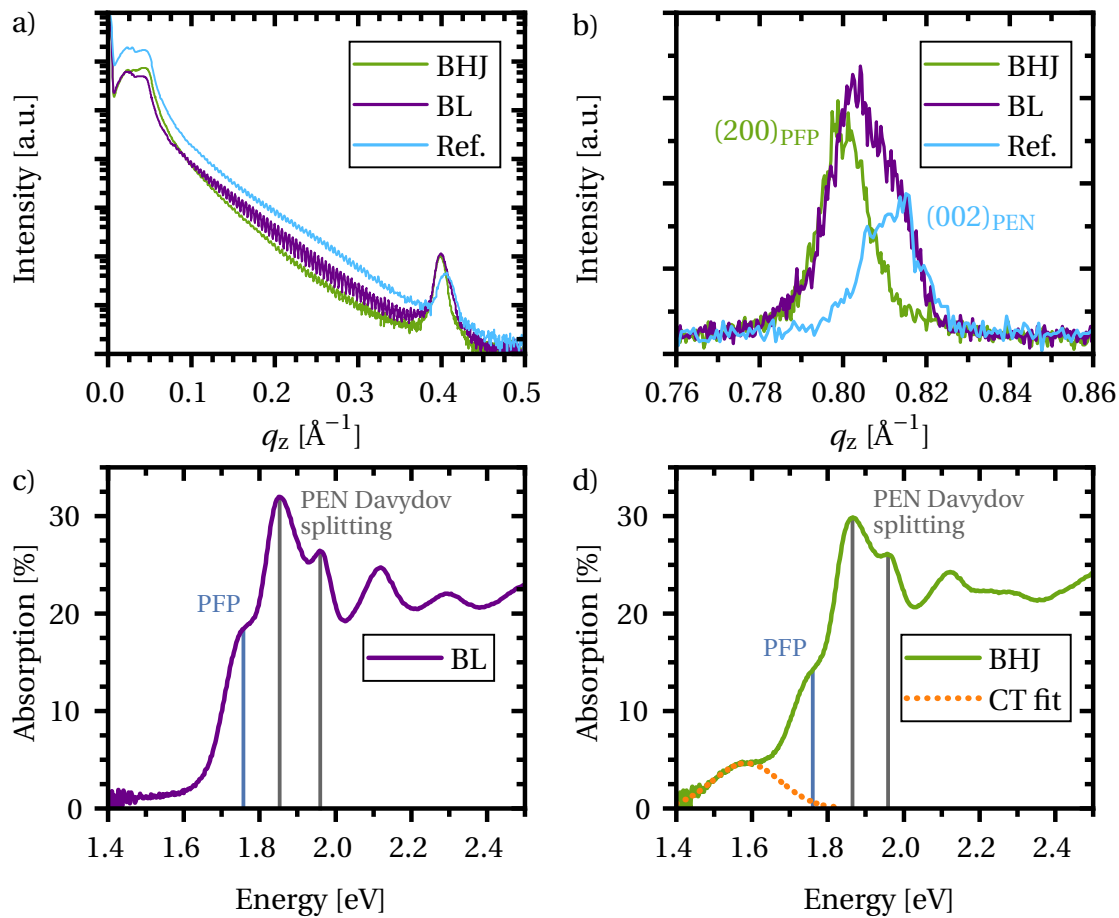 a)
Intensity [a.u.]
BHJ
BL
Ref.
0.0 0.1 0.2 0.3 0.4 0.5
q_z [Å⁻¹]
b)
Intensity [a.u.]
(200)PFP
BHJ
BL
Ref.
(002)PEN
0.76 0.78 0.80 0.82 0.84 0.86
q_z [Å⁻¹]
c)
Absorption [%]
30
20
10
0
PEN Davydov
splitting
PFP
BL
1.4 1.6 1.8 2.0 2.2 2.4
Energy [eV]
d)
Absorption [%]
30
20
10
0
PEN Davydov
splitting
PFP
BHJ
CT fit
1.4 1.6 1.8 2.0 2.2 2.4
Energy [eV]